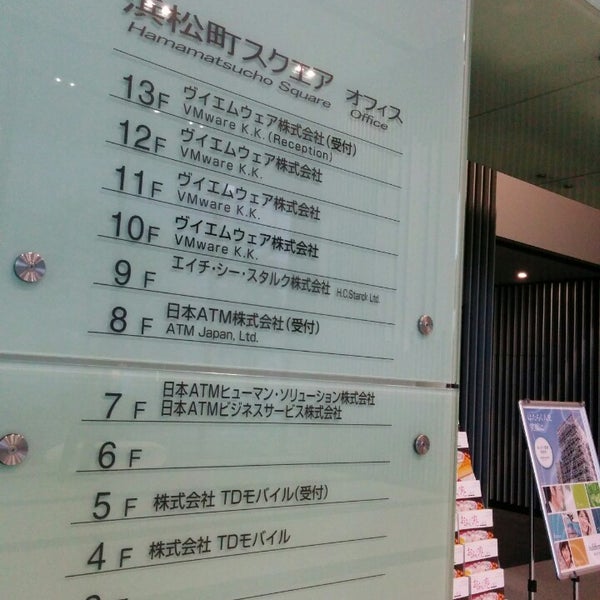 浜松町スクエア オフィス
Hamamatsucho Square Office
13F ヴイエムウェア株式会社(受付)
VMware K.K.(Reception)
12F ヴイエムウェア株式会社
VMware K.K.
11F ヴイエムウェア株式会社
VMware K.K.
10F ヴイエムウェア株式会社
VMware K.K.
9F エイチ・シー・スタルク株式会社 H.C.Starck Ltd.
8F 日本ATM株式会社(受付)
ATM Japan, Ltd.
7F 日本ATMヒューマン・ソリューション株式会社
日本ATMビジネスサービス株式会社
6F
5F 株式会社 TDモバイル(受付)
4F 株式会社 TDモバイル